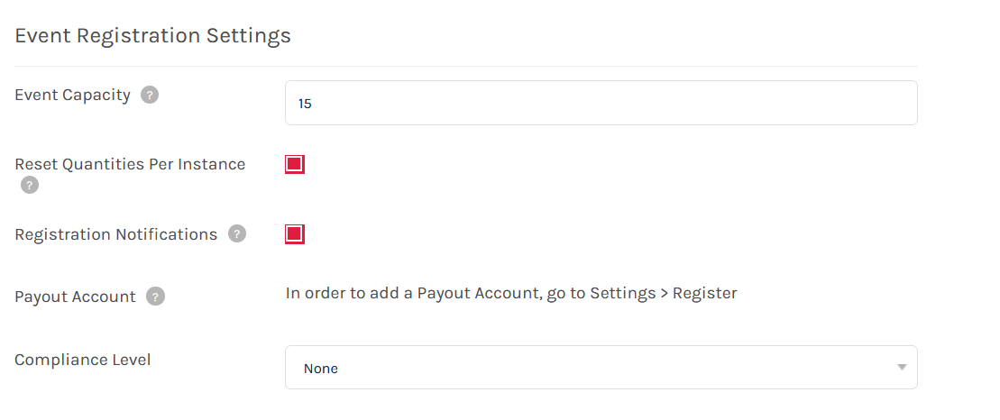 Event Registration Settings
Event Capacity ?
15
Reset Quantities Per Instance
?
Registration Notifications ?
Payout Account ?
In order to add a Payout Account, go to Settings > Register
Compliance Level
None